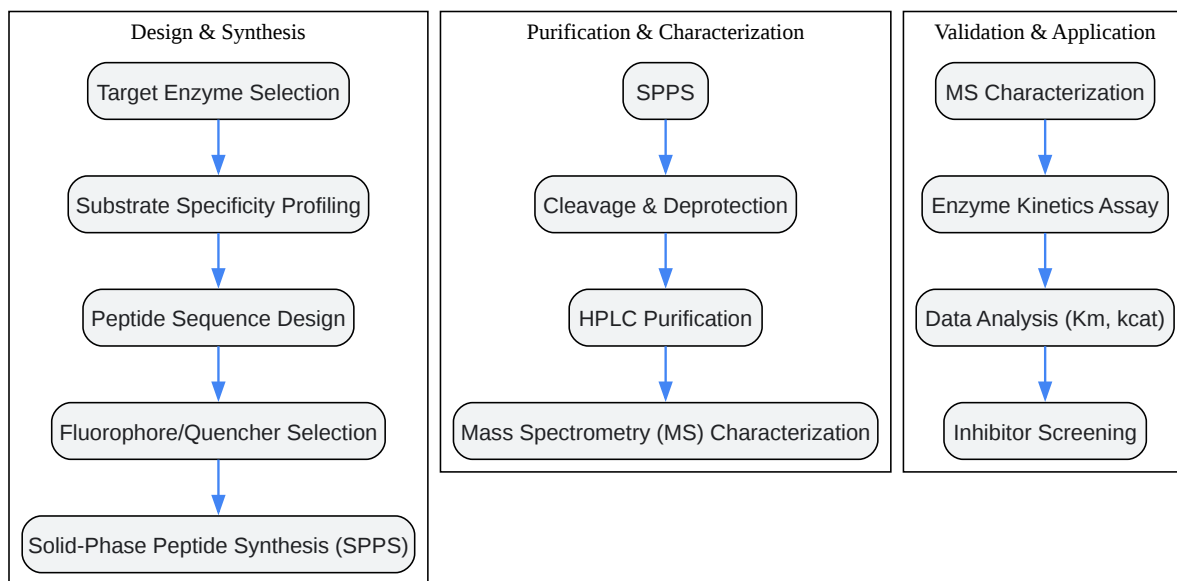 Design & Synthesis
Target Enzyme Selection
Substrate Specificity Profiling
Peptide Sequence Design
Fluorophore/Quencher Selection
Solid-Phase Peptide Synthesis (SPPS)
Purification & Characterization
SPPS
Cleavage & Deprotection
HPLC Purification
Mass Spectrometry (MS) Characterization
Validation & Application
MS Characterization
Enzyme Kinetics Assay
Data Analysis (Km, kcat)
Inhibitor Screening